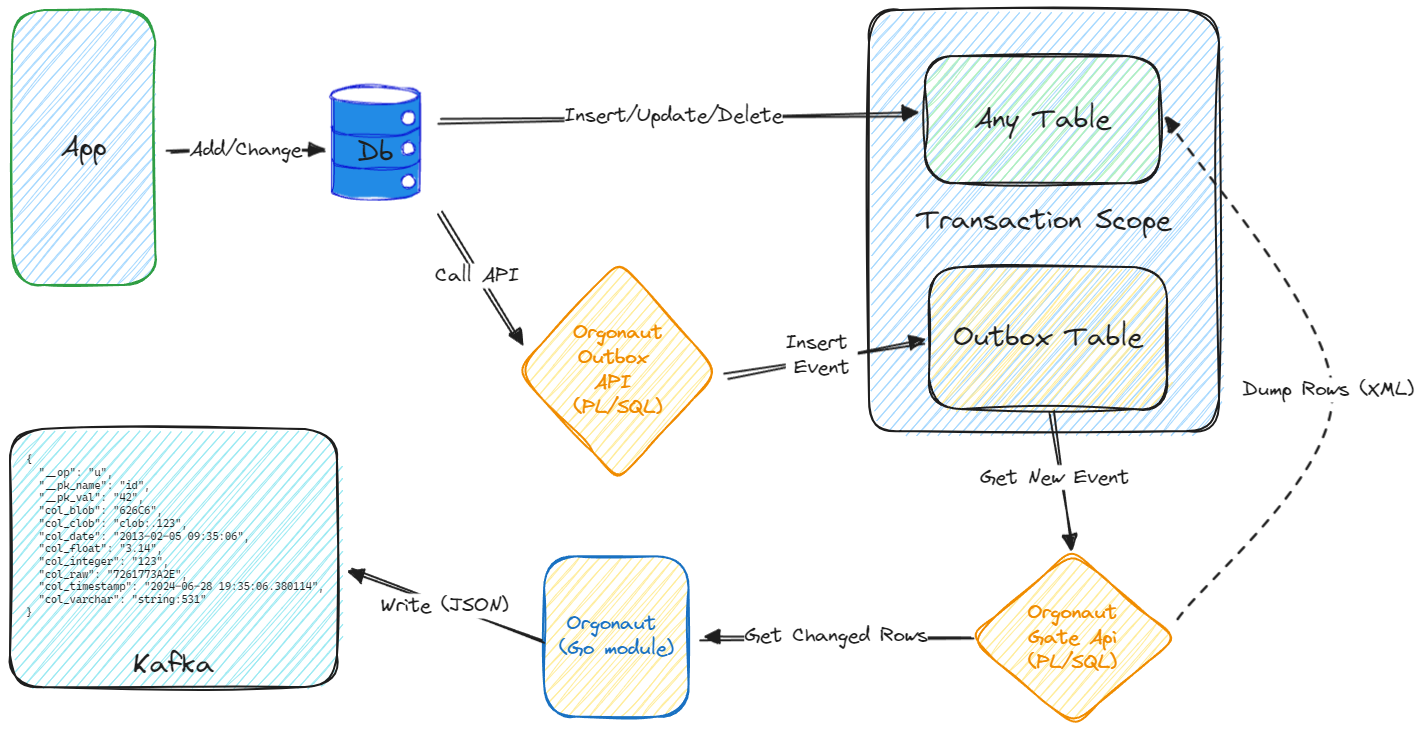 App
Add/Change
Db
Insert/Update/Delete
Any Table
Transaction Scope
Call API
Orgonaut
Outbox
API
(PL/SQL)
Insert
Event
Outbox Table
Dump Rows (XML)
Get New Event
Orgonaut
Gate Api
(PL/SQL)
Get Changed Rows
Orgonaut
(Go module)
Write (JSON)
{
"__op": "u",
"__pk_name": "id",
"__pk_val": "42",
"col_blob": "626C6",
"col_clob": "clob:.123",
"col_date": "2013-02-05 09:35:06",
"col_float": "3.14",
"col_integer": "123",
"col_raw": "7261773A2E",
"col_timestamp": "2024-06-28 19:35:06.380114",
"col_varchar": "string:531"
}
Kafka